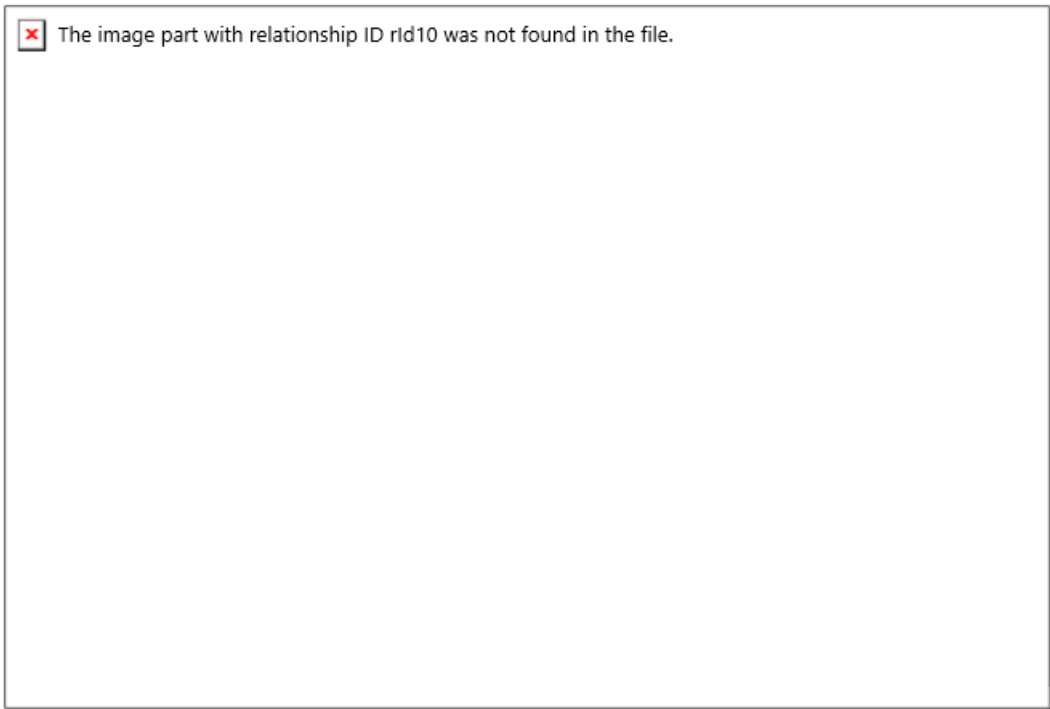 The image part with relationship ID rId10 was not found in the file.